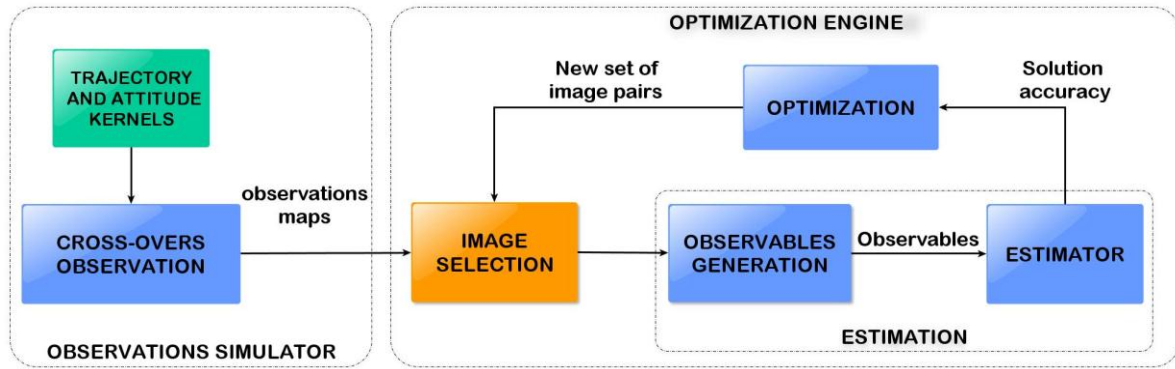 OPTIMIZATION ENGINE
TRAJECTORY
AND ATTITUDE
KERNELS
New set of
image pairs
OPTIMIZATION
Solution
accuracy
observations
maps
CROSS-OVERS
OBSERVATION
IMAGE
SELECTION
OBSERVABLES
GENERATION
Observables
ESTIMATOR
ESTIMATION
OBSERVATIONS SIMULATOR